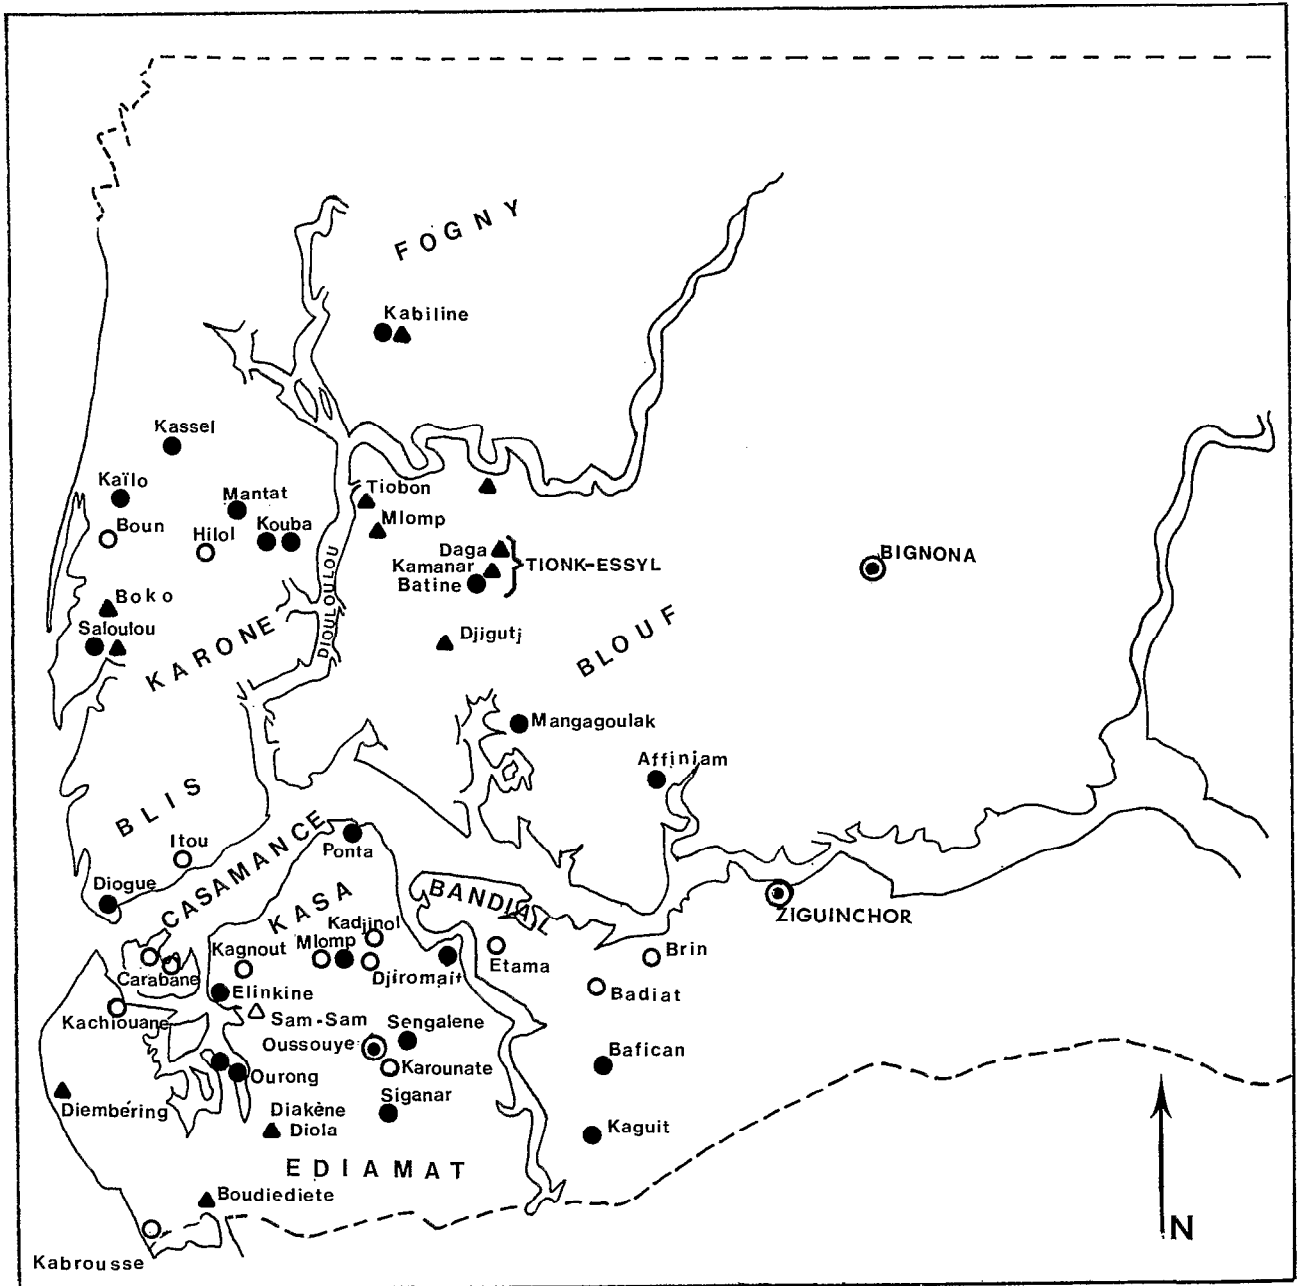 FOGNY
Kabiline
Kassel
Kaïlo
Mantat
Tiobon
Boun
Hilol
Kouba
Mlomp
Daga
Kamanar
TIONK-ESSYL
Batine
BIGNONA
Boko
DIOULOULOU
Saloulou
KARONE
Djigutj
BLOUF
Mangagoulak
Affiniam
BLIS
Itou
CASAMANCE
Ponta
Diogue
KASA
BANDIAL
ZIGUINCHOR
Kadjinol
Kagnout
Mlomp
Brin
Carabane
Djiromait
Etama
Elinkine
Badiat
Kachiouane
Sam-Sam
Sengalene
Oussouye
Bafican
Karounate
Ourong
Siganar
Diembéring
Diakène
Diola
Kaguit
EDIAMAT
Boudiediete
N
Kabrousse